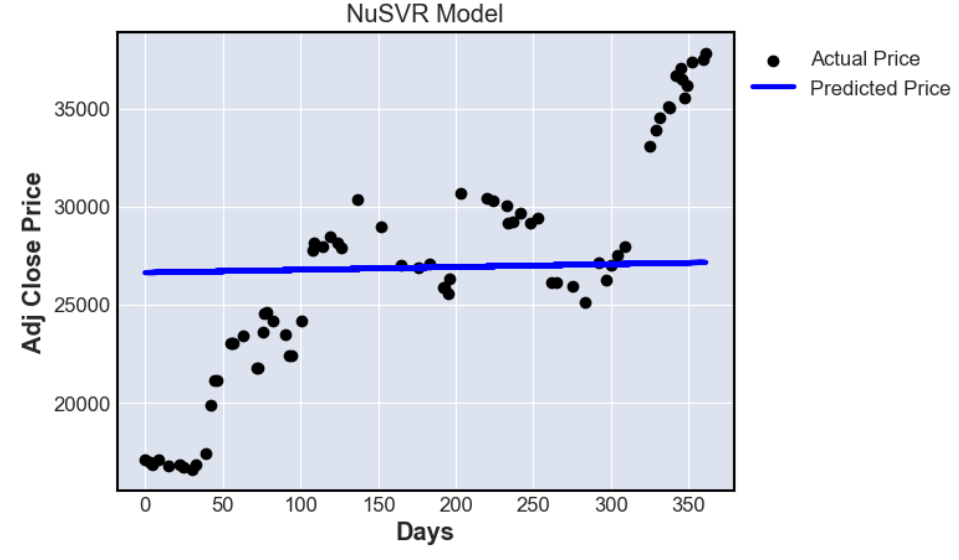 NuSVR Model
Actual Price
Predicted Price
Adj Close Price
35000
30000
25000
20000
0 50 100 150 200 250 300 350
Days